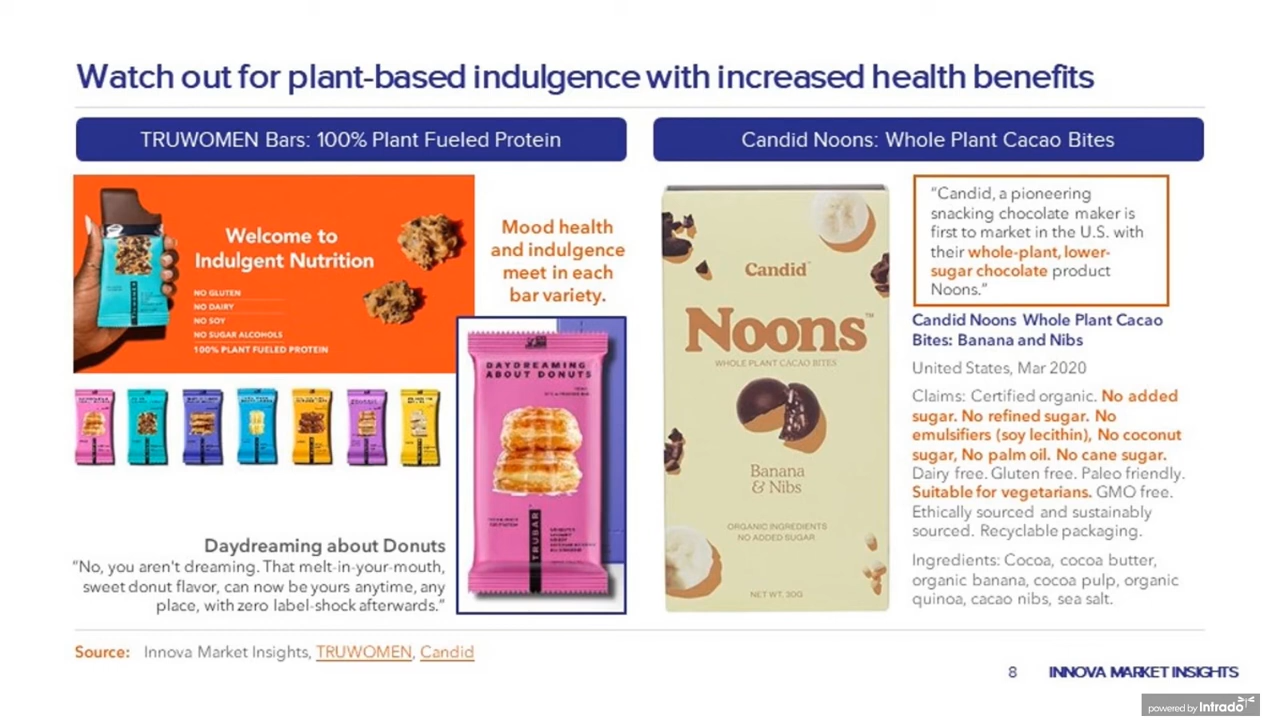 Watch out for plant-based indulgence with increased health benefits
TRUWOMEN Bars: 100% Plant Fueled Protein
Welcome to
Indulgent Nutrition
NO GLUTEN
NO DAIRY
NO SOY
NO SUGAR ALCOHOLS
100% PLANT FUELED PROTEIN
Mood health
and indulgence
meet in each
bar variety.
DAYDREAMING
ABOUT DONUTS
TRUBAR
Daydreaming about Donuts
“No, you aren't dreaming. That melt-in-your-mouth,
sweet donut flavor, can now be yours anytime, any
place, with zero label-shock afterwards.”
Candid Noons: Whole Plant Cacao Bites
Candid™
Noons™
WHOLE PLANT CACAO BITES
Banana
& Nibs
ORGANIC INGREDIENTS
NO ADDED SUGAR
NET WT. 30G
“Candid, a pioneering
snacking chocolate maker is
first to market in the U.S. with
their whole-plant, lower-
sugar chocolate product
Noons.”
Candid Noons Whole Plant Cacao
Bites: Banana and Nibs
United States, Mar 2020
Claims: Certified organic. No added
sugar. No refined sugar. No
emulsifiers (soy lecithin), No coconut
sugar, No palm oil. No cane sugar.
Dairy free. Gluten free. Paleo friendly.
Suitable for vegetarians. GMO free.
Ethically sourced and sustainably
sourced. Recyclable packaging.
Ingredients: Cocoa, cocoa butter,
organic banana, cocoa pulp, organic
quinoa, cacao nibs, sea salt.
Source: Innova Market Insights, TRUWOMEN, Candid
8 INNOVA MARKET INSIGHTS
powered by Intrado